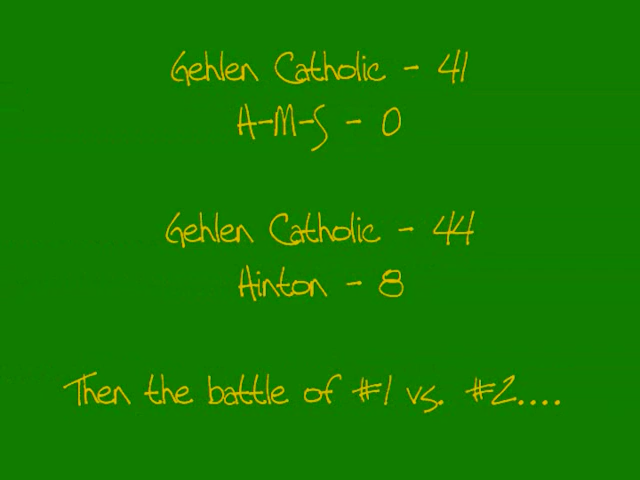 Gehlen Catholic - 41
H-M-S - 0
Gehlen Catholic - 44
Hinton - 8
Then the battle of #1 vs. #2....